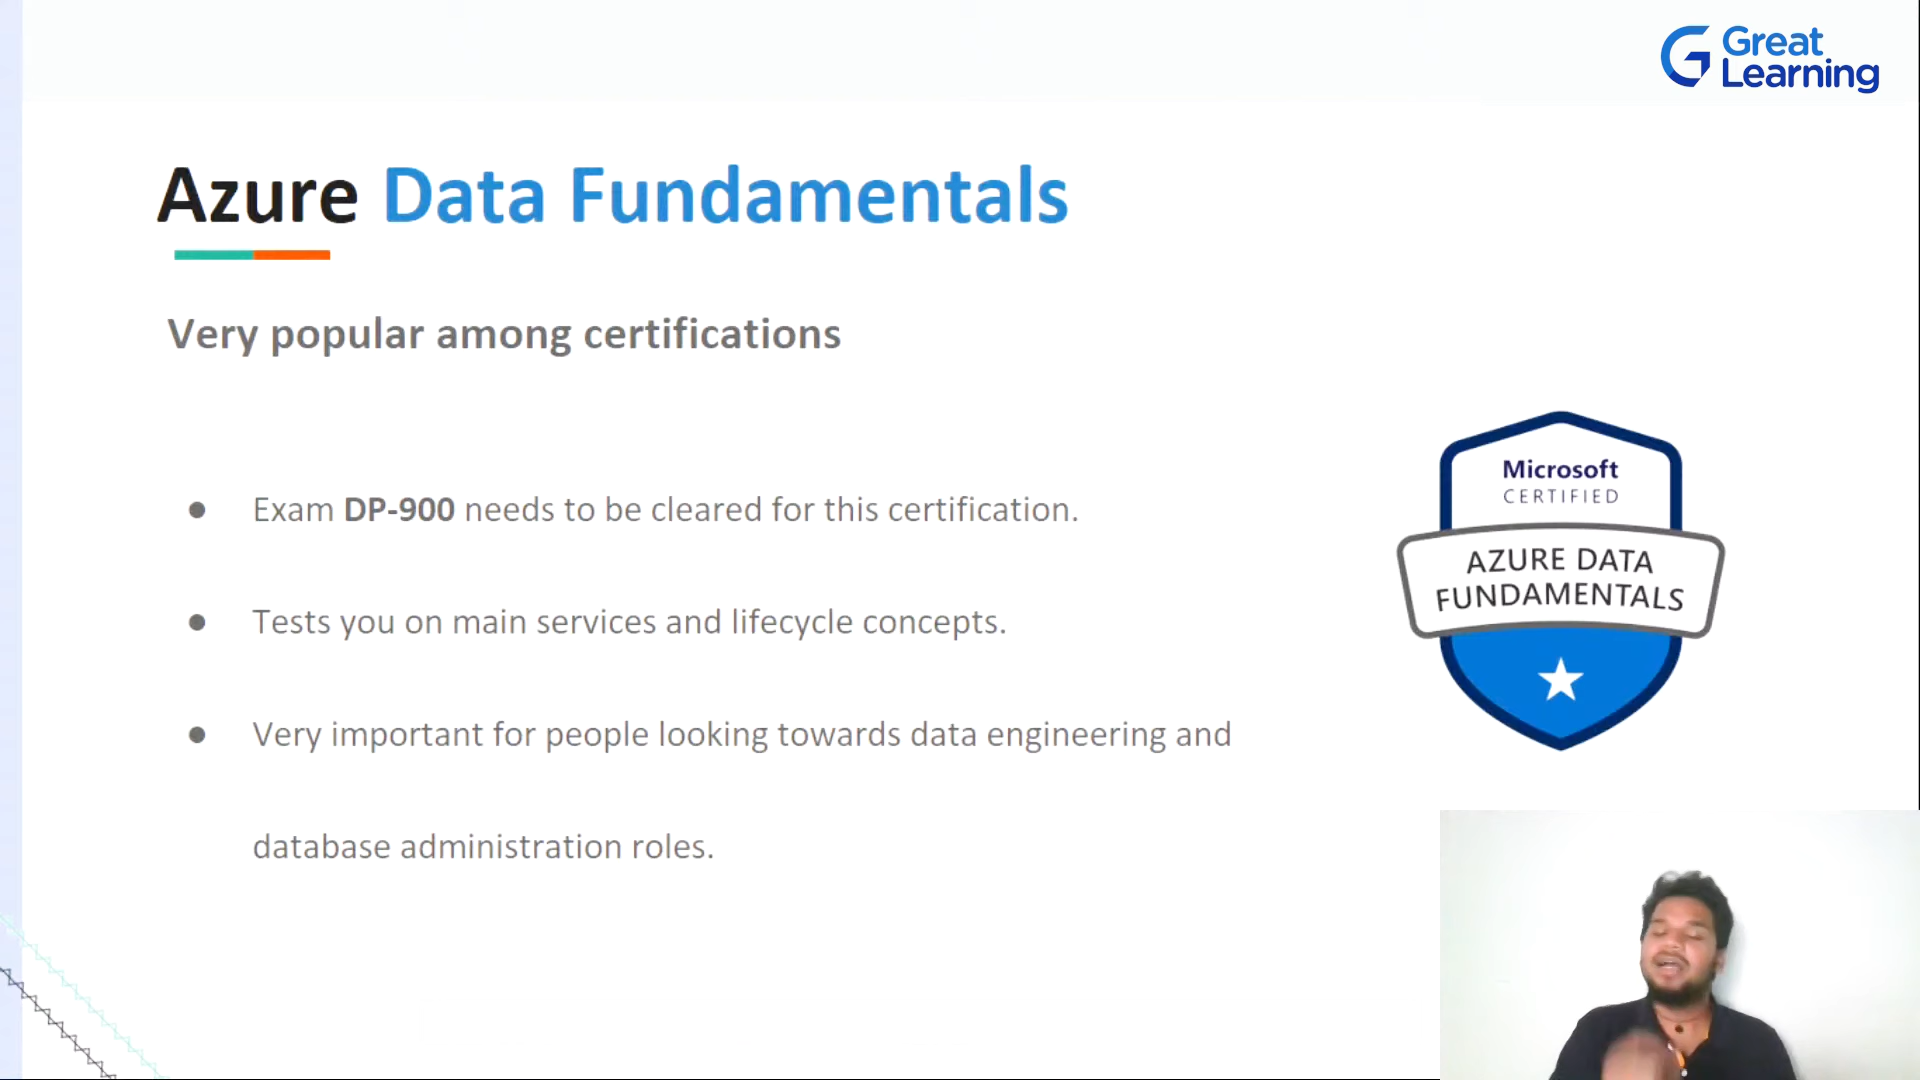 Great
Learning
Azure Data Fundamentals
Very popular among certifications
● Exam DP-900 needs to be cleared for this certification.
● Tests you on main services and lifecycle concepts.
● Very important for people looking towards data engineering and
database administration roles.
Microsoft
CERTIFIED
AZURE DATA
FUNDAMENTALS